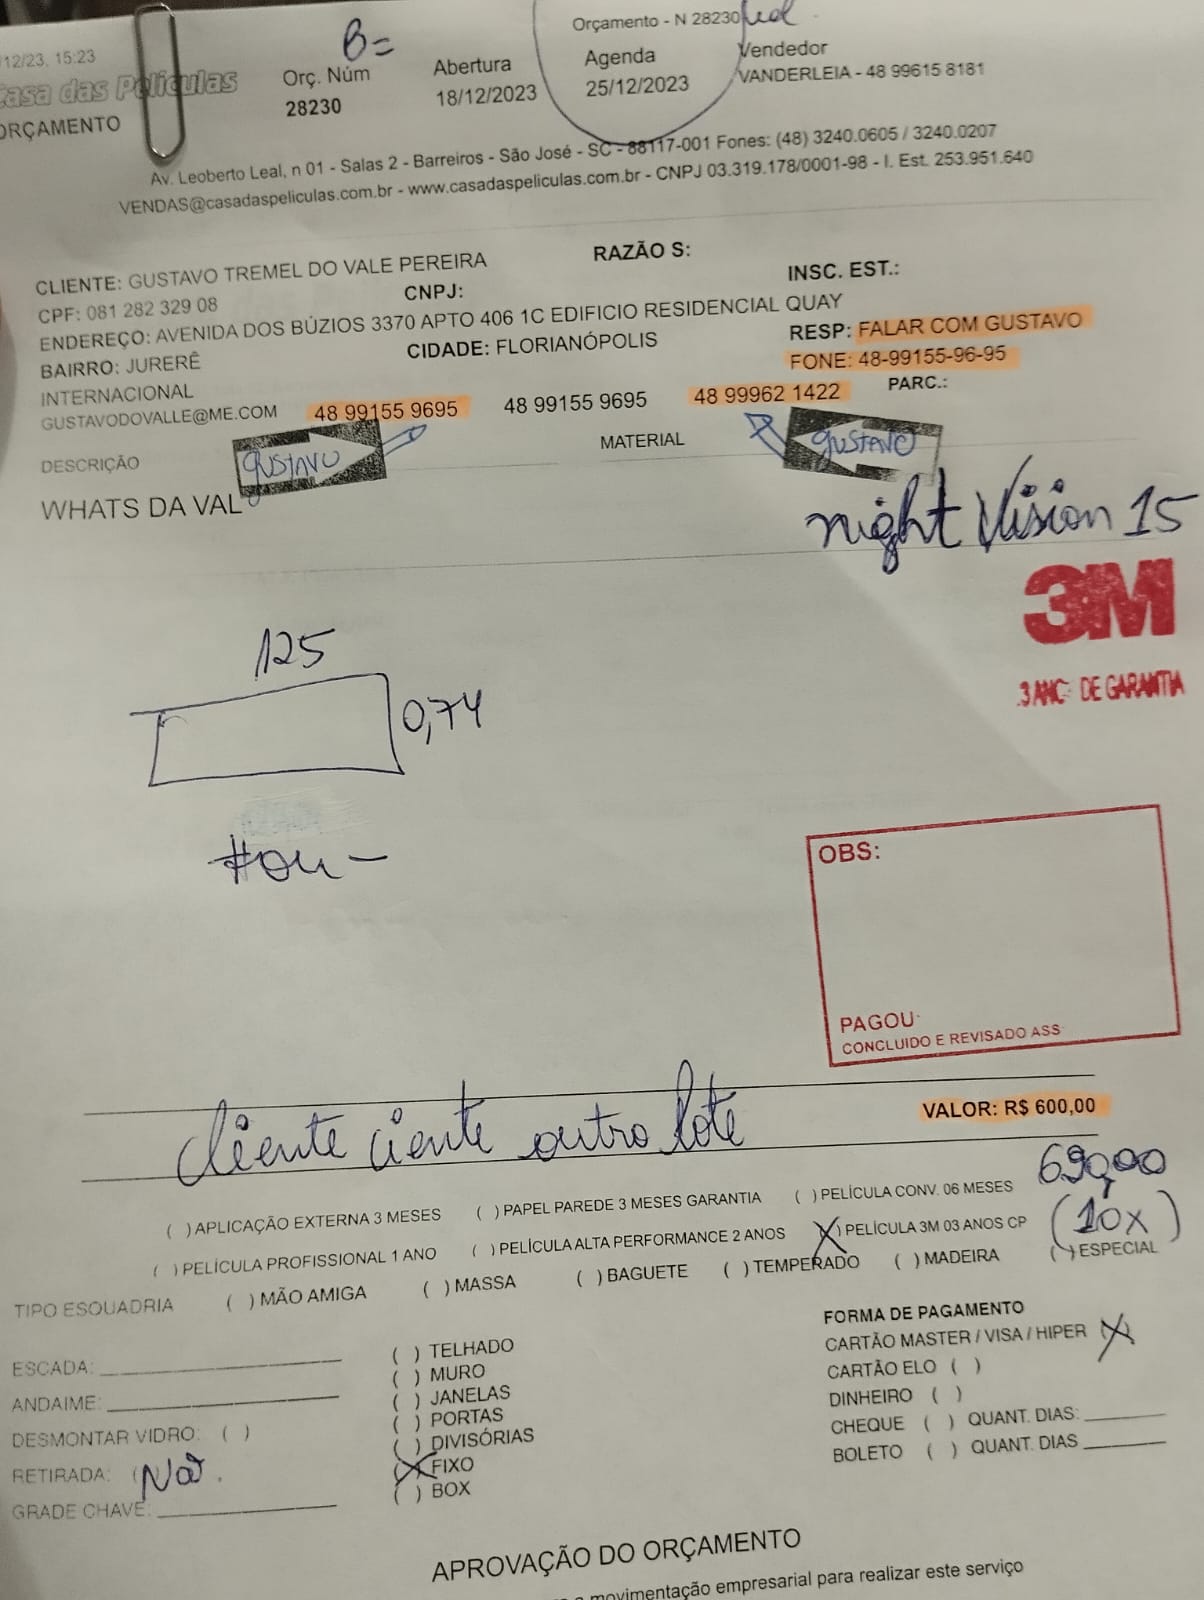 /12/23, 15:23
Orçamento - N 28230
B=
Casa das Películas
ORÇAMENTO
Orç. Núm
28230
Abertura
18/12/2023
Agenda
25/12/2023
Vendedor
VANDERLEIA - 48 99615 8181
Av. Leoberto Leal, n 01 - Salas 2 - Barreiros - São José - SC - 88117-001 Fones: (48) 3240.0605 / 3240.0207
VENDAS@casadaspeliculas.com.br - www.casadaspeliculas.com.br - CNPJ 03.319.178/0001-98 - I. Est. 253.951.640
CLIENTE: GUSTAVO TREMEL DO VALE PEREIRA RAZÃO S:
CPF: 081 282 329 08 CNPJ: INSC. EST.:
ENDEREÇO: AVENIDA DOS BÚZIOS 3370 APTO 406 1C EDIFICIO RESIDENCIAL QUAY
BAIRRO: JURERÊ INTERNACIONAL CIDADE: FLORIANÓPOLIS RESP: FALAR COM GUSTAVO
FONE: 48-99155-96-95
GUSTAVODOVALLE@ME.COM 48 99155 9695 48 99155 9695 48 99962 1422 PARC.:
GUSTAVO GUSTAVO
DESCRIÇÃO MATERIAL
WHATS DA VAL
night Vision 15
3M
3 ANO DE GARANTIA
125
0,74
OBS:
PAGOU
CONCLUIDO E REVISADO ASS
VALOR: R$ 600,00
Cliente ciente outro lote
690,00
(10x)
( ) APLICAÇÃO EXTERNA 3 MESES ( ) PAPEL PAREDE 3 MESES GARANTIA ( ) PELÍCULA CONV. 06 MESES
( ) PELÍCULA PROFISSIONAL 1 ANO ( ) PELÍCULA ALTA PERFORMANCE 2 ANOS (X) PELÍCULA 3M 03 ANOS CP
TIPO ESQUADRIA ( ) MÃO AMIGA ( ) MASSA ( ) BAGUETE ( ) TEMPERADO ( ) MADEIRA ( ) ESPECIAL
ESCADA:
ANDAIME:
DESMONTAR VIDRO: ( )
RETIRADA: ( Não.
GRADE CHAVE:
( ) TELHADO
( ) MURO
( ) JANELAS
( ) PORTAS
( ) DIVISÓRIAS
(X) FIXO
( ) BOX
FORMA DE PAGAMENTO
CARTÃO MASTER / VISA / HIPER (X)
CARTÃO ELO ( )
DINHEIRO ( )
CHEQUE ( ) QUANT. DIAS:
BOLETO ( ) QUANT. DIAS
APROVAÇÃO DO ORÇAMENTO
movimentação empresarial para realizar este serviço